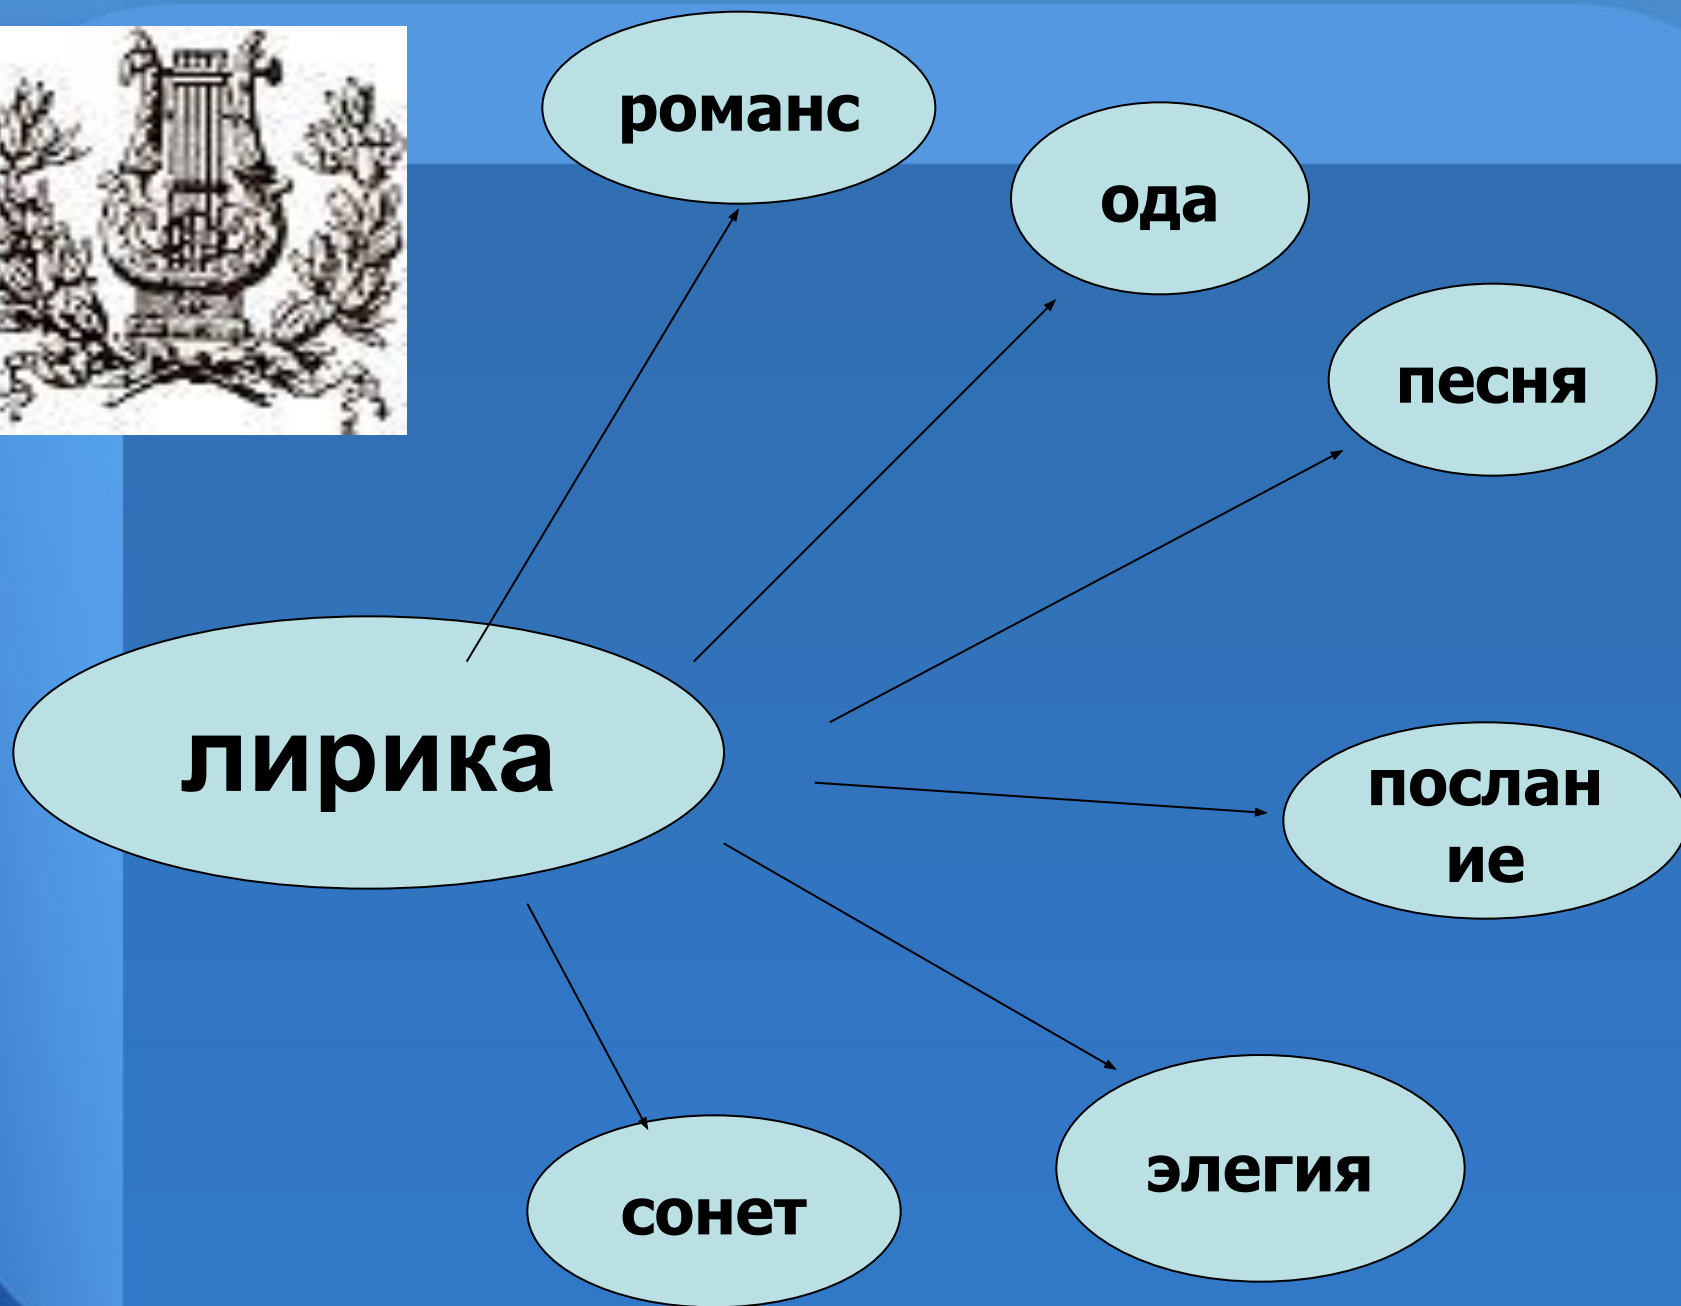 романс
ода
песня
лирика
послан
ие
элегия
сонет